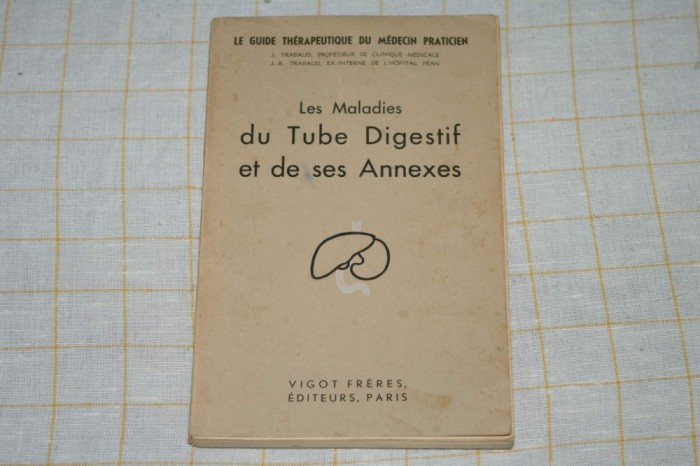 LE GUIDE THÉRAPEUTIQUE DU MÉDECIN PRATICIEN
J. TRABAUD, PROFESSEUR DE CLINIQUE MÉDICALE
J.-R. TRABAUD, EX-INTERNE DE L'HÔPITAL PÉAN
Les Maladies
du Tube Digestif
et de ses Annexes
VIGOT FRÈRES,
ÉDITEURS, PARIS